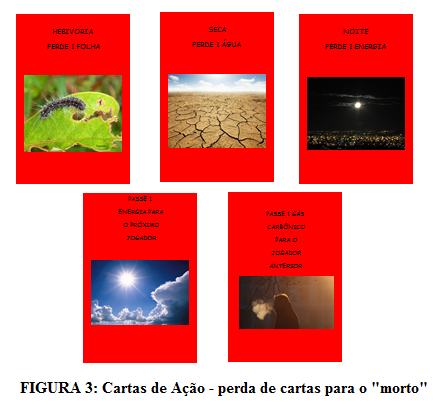 HEBIVORIA
PERDE 1 FOLHA
SECA
PERDE 1 ÁGUA
NOITE
PERDE 1 ENERGIA
PASSE 1
ENERGIA PARA
O PRÓXIMO
JOGADOR
PASSE 1 GÁS
CARBÔNICO
PARA O
JOGADOR
ANTERIOR
FIGURA 3: Cartas de Ação - perda de cartas para o "morto"